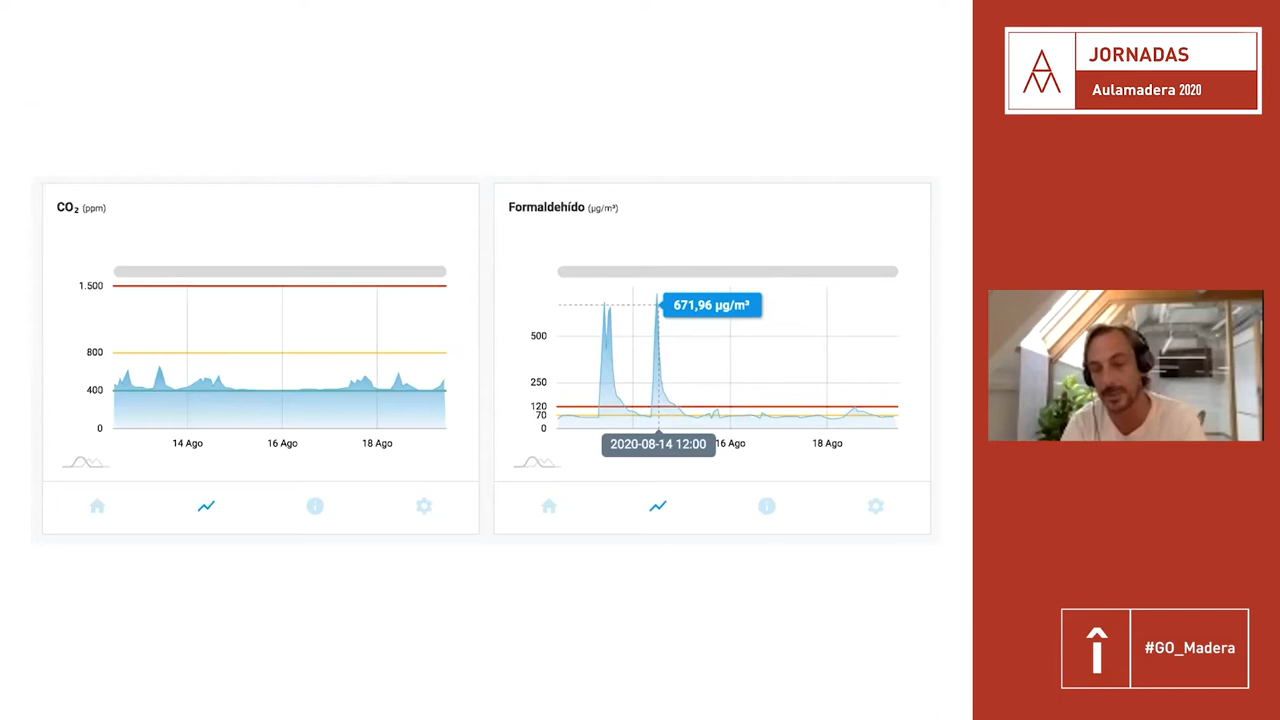 CO₂ (ppm)
1.500
800
400
0
14 Ago
16 Ago
18 Ago
Formaldehído (µg/m³)
671,96 µg/m³
500
250
120
70
0
2020-08-14 12:00
16 Ago
18 Ago
JORNADAS
Aulamadera 2020
#GO_Madera